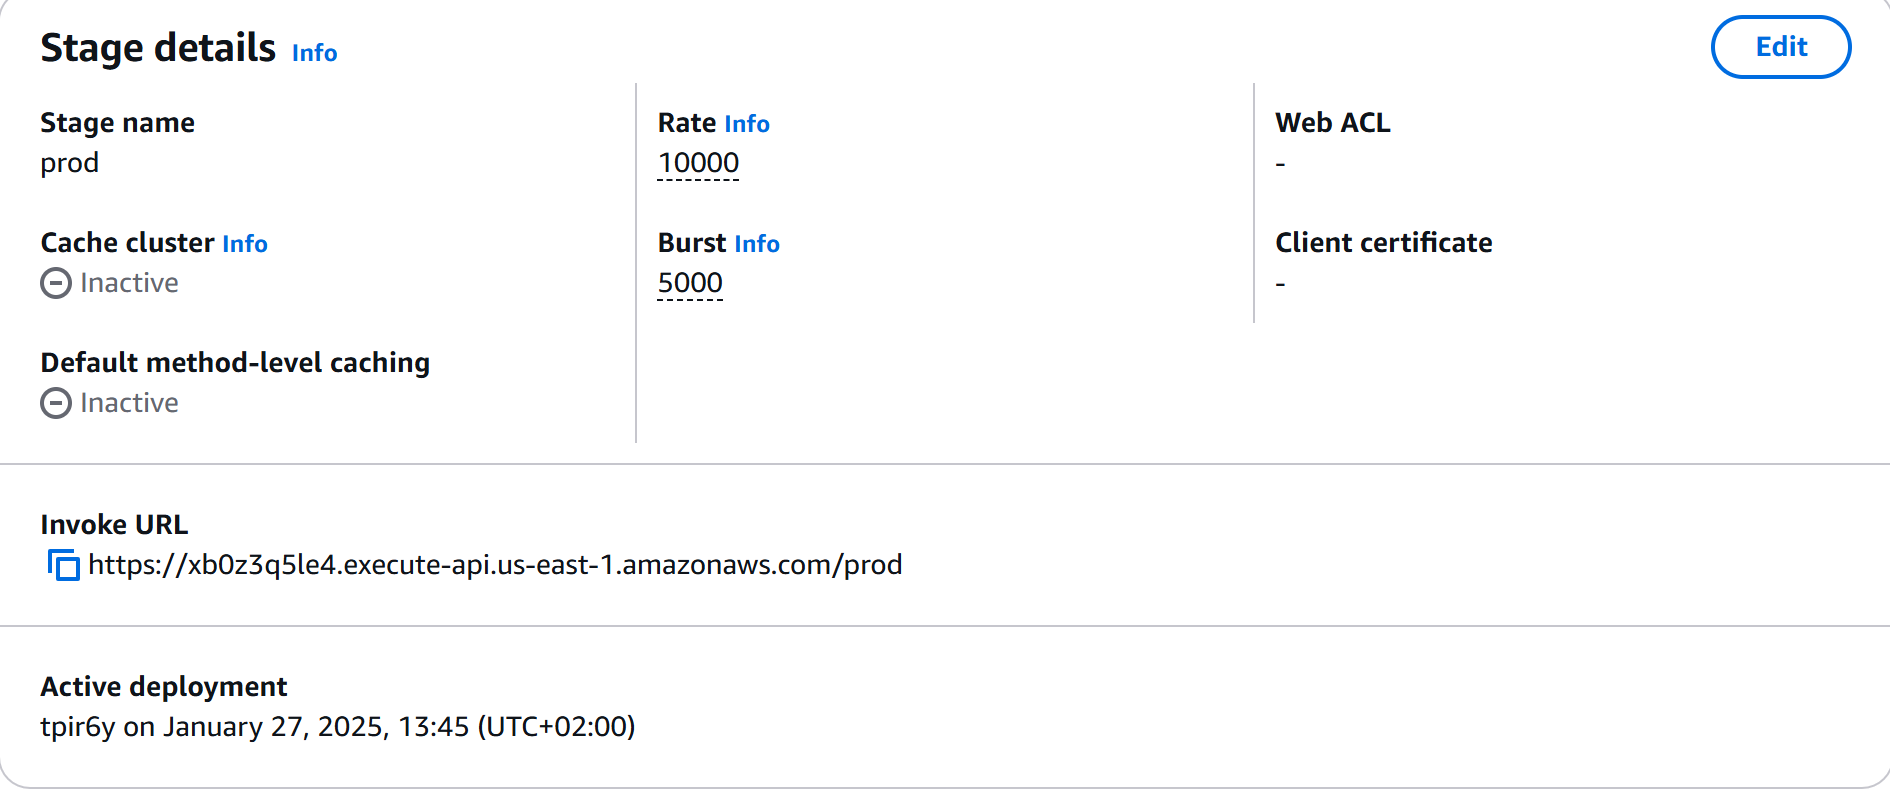 Stage details Info
Edit
Stage name
prod
Rate Info
10000
Web ACL
-
Cache cluster Info
Inactive
Burst Info
5000
Client certificate
-
Default method-level caching
Inactive
Invoke URL
https://xb0z3q5le4.execute-api.us-east-1.amazonaws.com/prod
Active deployment
tpir6y on January 27, 2025, 13:45 (UTC+02:00)